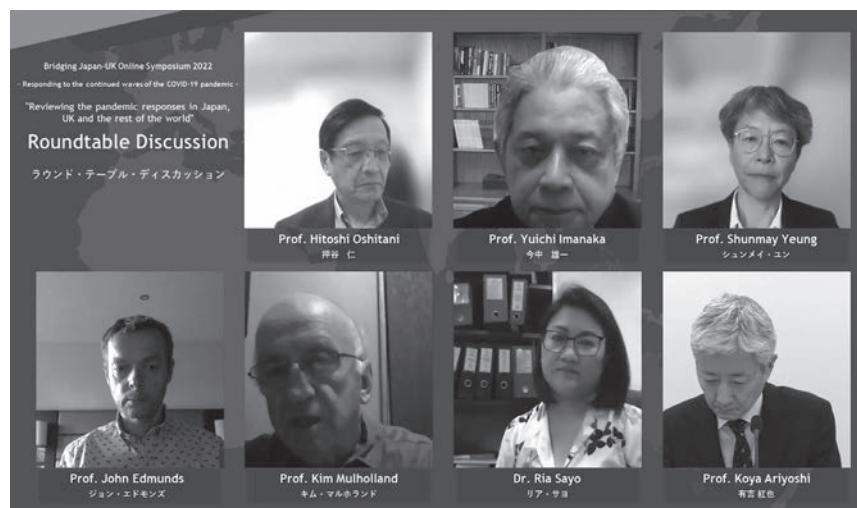 Bridging Japan-UK Online Symposium 2022
- Responding to the continued waves of the COVID-19 pandemic -
"Reviewing the pandemic responses in Japan,
UK and the rest of the world"
Roundtable Discussion
ラウンド・テーブル・ディスカッション
Prof. Hitoshi Oshitani
押谷 仁
Prof. Yuichi Imanaka
今中 雄一
Prof. Shunmay Yeung
シュンメイ・ユン
Prof. John Edmunds
ジョン・エドモンズ
Prof. Kim Mulholland
キム・マルホランド
Dr. Ria Sayo
リア・サヨ
Prof. Koya Ariyoshi
有吉 紅也